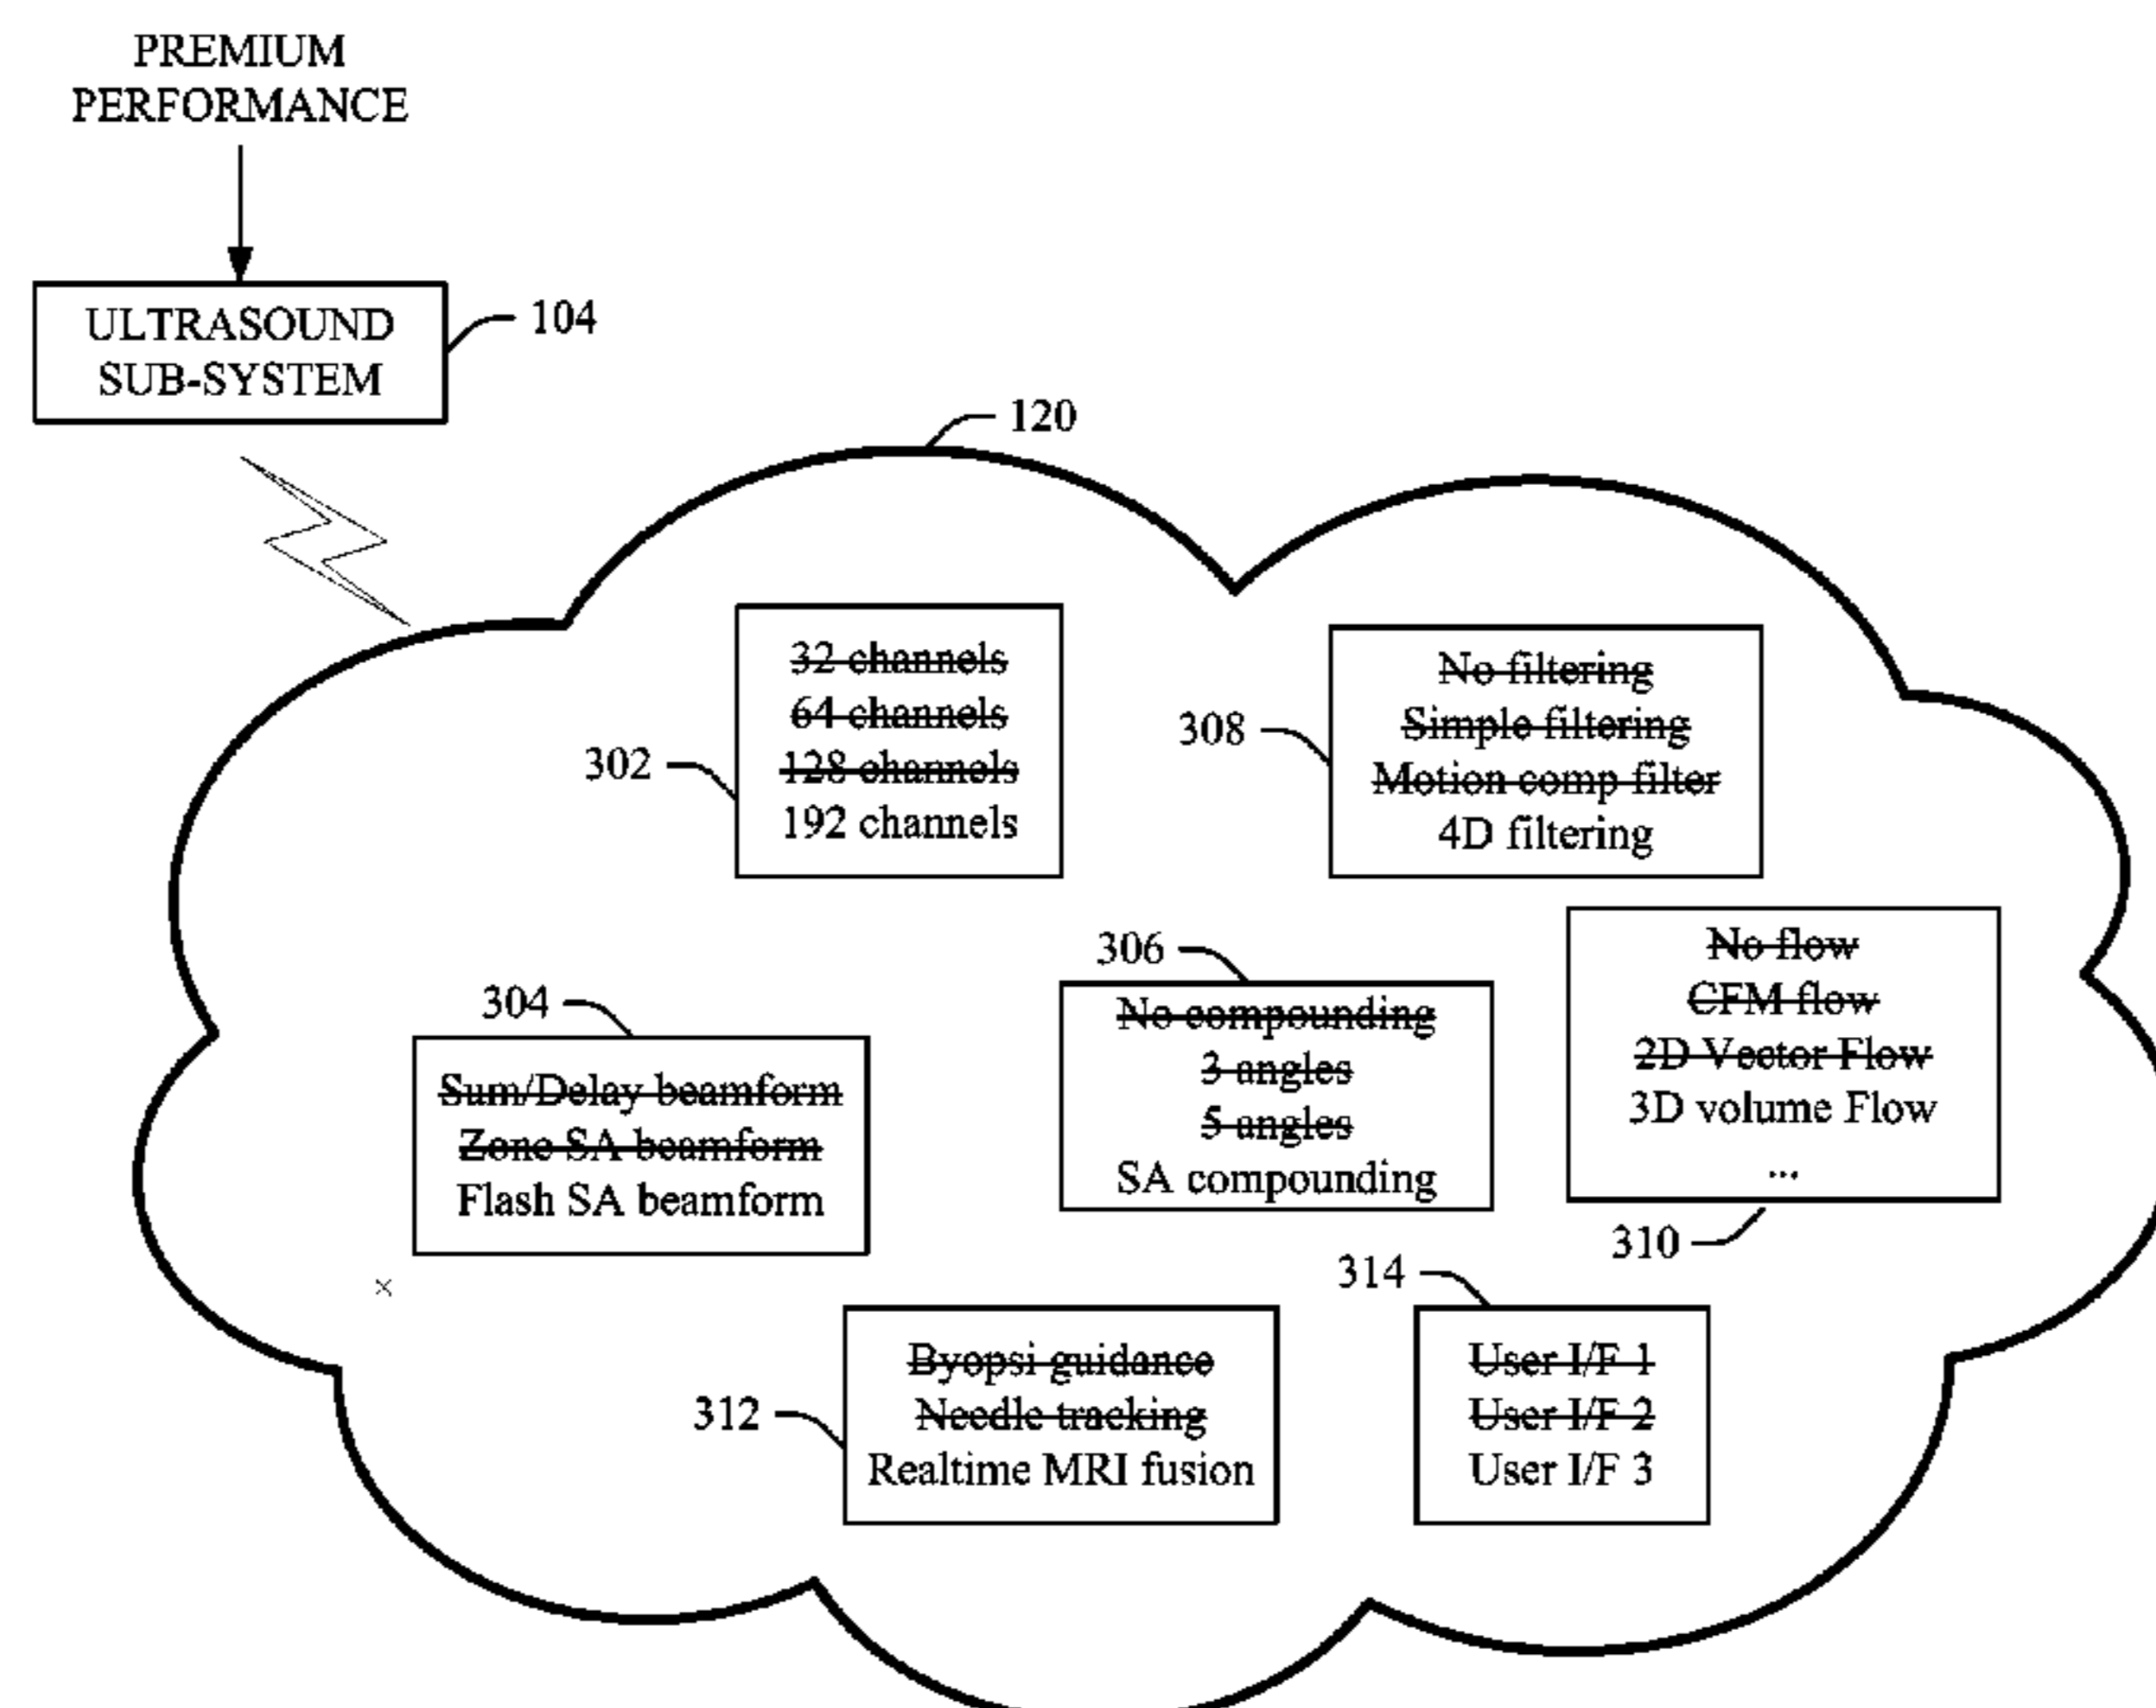 PREMIUM
PERFORMANCE
ULTRASOUND
SUB-SYSTEM
104
120
302
32 channels
64 channels
128 channels
192 channels
308
No filtering
Simple filtering
Motion comp filter
4D filtering
304
Sum/Delay beamform
Zone SA beamform
Flash SA beamform
306
No compounding
3 angles
5 angles
SA compounding
No flow
CFM flow
2D Vector Flow
3D volume Flow
...
310
312
Byopsi guidance
Needle tracking
Realtime MRI fusion
314
User I/F 1
User I/F 2
User I/F 3